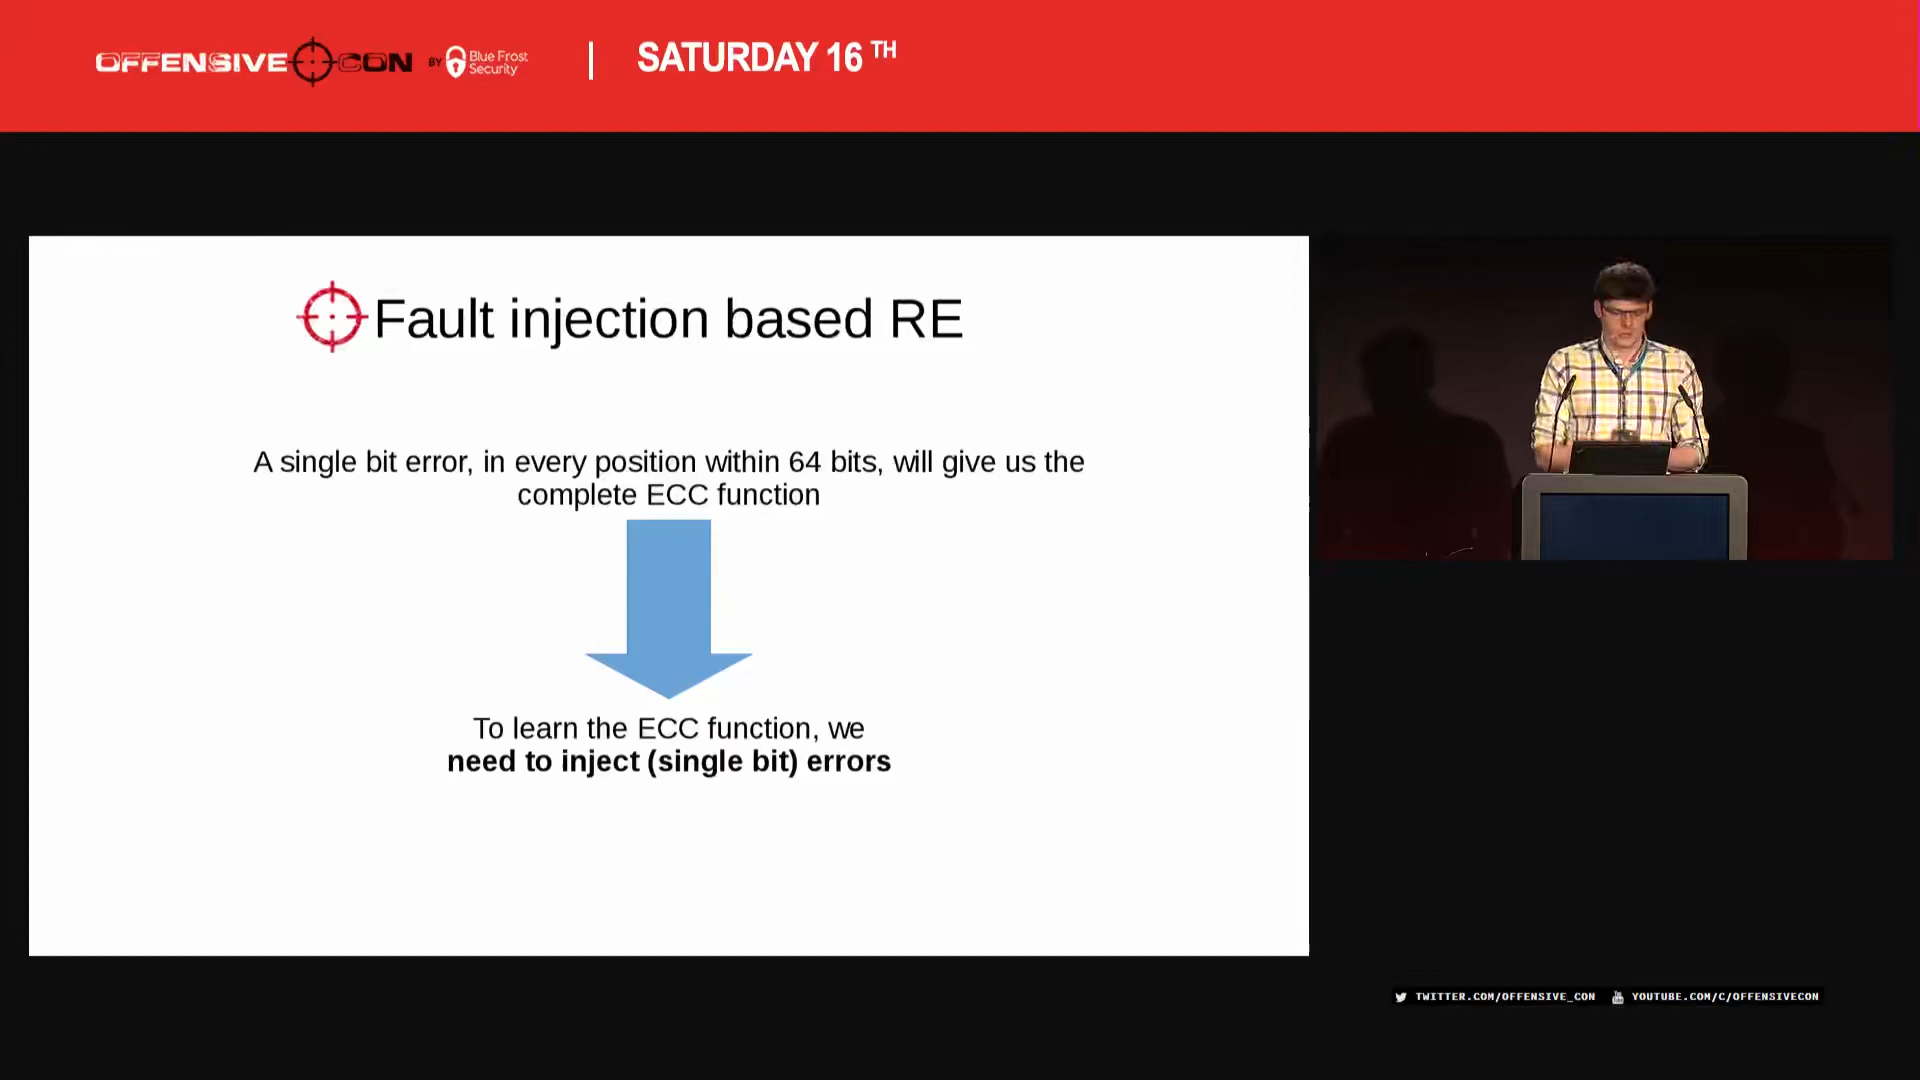 OFFENSIVE CON BY Blue Frost Security | SATURDAY 16 TH
Fault injection based RE
A single bit error, in every position within 64 bits, will give us the
complete ECC function
To learn the ECC function, we
need to inject (single bit) errors
TWITTER.COM/OFFENSIVE_CON YOUTUBE.COM/C/OFFENSIVECON